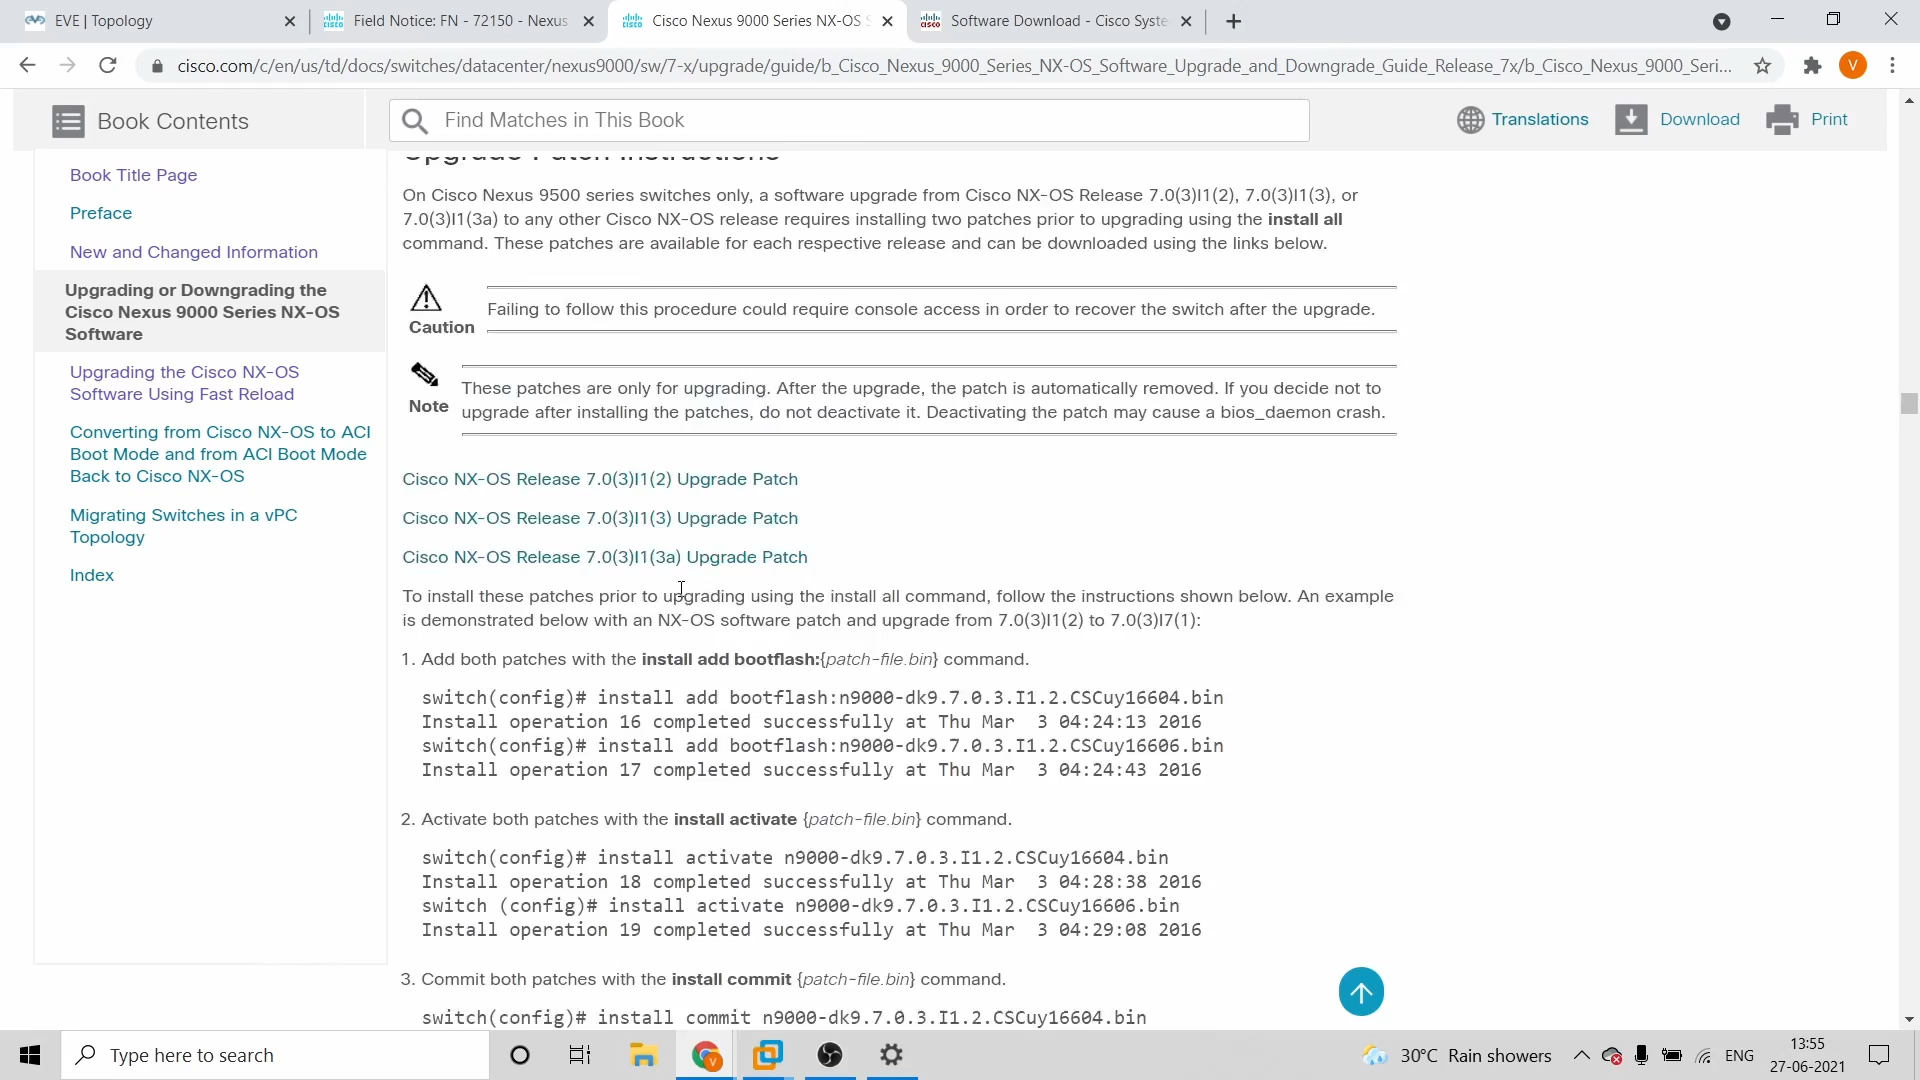 EVE | Topology
Field Notice: FN - 72150 - Nexus
Cisco Nexus 9000 Series NX-OS S
Software Download - Cisco Syste
cisco.com/c/en/us/td/docs/switches/datacenter/nexus9000/sw/7-x/upgrade/guide/b_Cisco_Nexus_9000_Series_NX-OS_Software_Upgrade_and_Downgrade_Guide_Release_7x/b_Cisco_Nexus_9000_Seri...
V
Book Contents
Find Matches in This Book
Translations
Download
Print
Book Title Page
Preface
New and Changed Information
Upgrading or Downgrading the
Cisco Nexus 9000 Series NX-OS
Software
Upgrading the Cisco NX-OS
Software Using Fast Reload
Converting from Cisco NX-OS to ACI
Boot Mode and from ACI Boot Mode
Back to Cisco NX-OS
Migrating Switches in a vPC
Topology
Index
Upgrade Patch Instructions
On Cisco Nexus 9500 series switches only, a software upgrade from Cisco NX-OS Release 7.0(3)I1(2), 7.0(3)I1(3), or
7.0(3)I1(3a) to any other Cisco NX-OS release requires installing two patches prior to upgrading using the install all
command. These patches are available for each respective release and can be downloaded using the links below.
Caution
Failing to follow this procedure could require console access in order to recover the switch after the upgrade.
Note
These patches are only for upgrading. After the upgrade, the patch is automatically removed. If you decide not to
upgrade after installing the patches, do not deactivate it. Deactivating the patch may cause a bios_daemon crash.
Cisco NX-OS Release 7.0(3)I1(2) Upgrade Patch
Cisco NX-OS Release 7.0(3)I1(3) Upgrade Patch
Cisco NX-OS Release 7.0(3)I1(3a) Upgrade Patch
To install these patches prior to upgrading using the install all command, follow the instructions shown below. An example
is demonstrated below with an NX-OS software patch and upgrade from 7.0(3)I1(2) to 7.0(3)I7(1):
1. Add both patches with the install add bootflash:{patch-file.bin} command.
switch(config)# install add bootflash:n9000-dk9.7.0.3.I1.2.CSCuy16604.bin
Install operation 16 completed successfully at Thu Mar  3 04:24:13 2016
switch(config)# install add bootflash:n9000-dk9.7.0.3.I1.2.CSCuy16606.bin
Install operation 17 completed successfully at Thu Mar  3 04:24:43 2016
2. Activate both patches with the install activate {patch-file.bin} command.
switch(config)# install activate n9000-dk9.7.0.3.I1.2.CSCuy16604.bin
Install operation 18 completed successfully at Thu Mar  3 04:28:38 2016
switch (config)# install activate n9000-dk9.7.0.3.I1.2.CSCuy16606.bin
Install operation 19 completed successfully at Thu Mar  3 04:29:08 2016
3. Commit both patches with the install commit {patch-file.bin} command.
switch(config)# install commit n9000-dk9.7.0.3.I1.2.CSCuy16604.bin
Type here to search
30°C Rain showers
ENG
13:55
27-06-2021